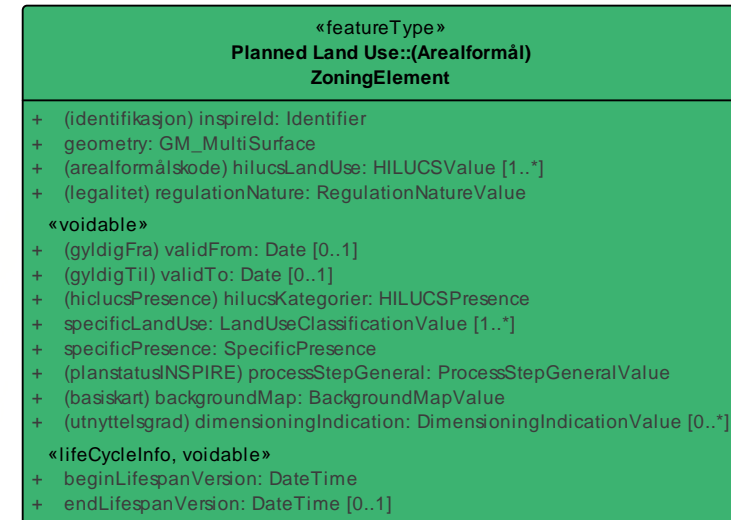 «featureType»
Planned Land Use::(Arealformål)
ZoningElement
+ (identifikasjon) inspireId: Identifier
+ geometry: GM_MultiSurface
+ (arealformålskode) hilucsLandUse: HILUCSValue [1..*]
+ (legalitet) regulationNature: RegulationNatureValue
«voidable»
+ (gyldigFra) validFrom: Date [0..1]
+ (gyldigTil) validTo: Date [0..1]
+ (hiclucsPresence) hilucsKategorier: HILUCSPresence
+ specificLandUse: LandUseClassificationValue [1..*]
+ specificPresence: SpecificPresence
+ (planstatusINSPIRE) processStepGeneral: ProcessStepGeneralValue
+ (basiskart) backgroundMap: BackgroundMapValue
+ (utnyttelsgrad) dimensioningIndication: DimensioningIndicationValue [0..*]
«lifeCycleInfo, voidable»
+ beginLifespanVersion: DateTime
+ endLifespanVersion: DateTime [0..1]